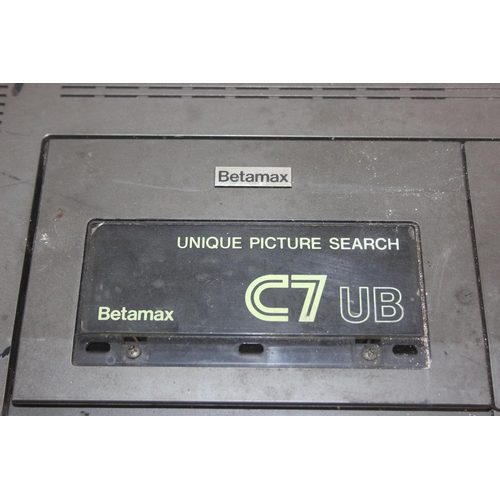 Betamax
UNIQUE PICTURE SEARCH
C7 UB
Betamax